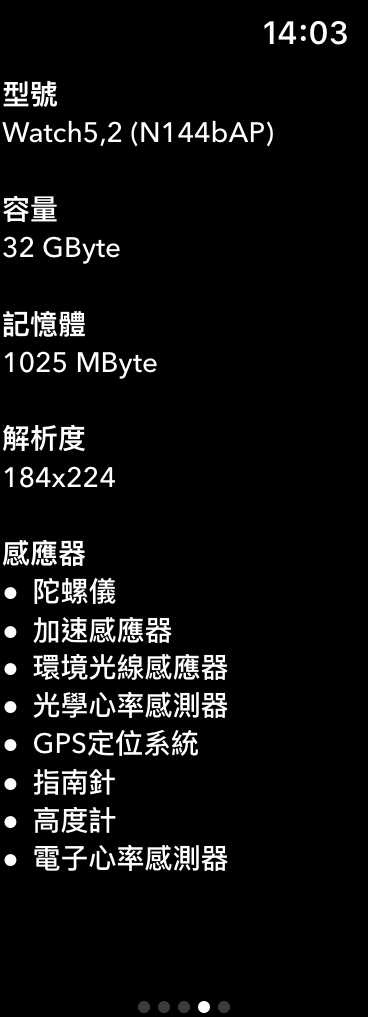 14:03
型號
Watch5,2 (N144bAP)
容量
32 GByte
記憶體
1025 MByte
解析度
184x224
感應器
● 陀螺儀
● 加速感應器
● 環境光線感應器
● 光學心率感測器
● GPS定位系統
● 指南針
● 高度計
● 電子心率感測器